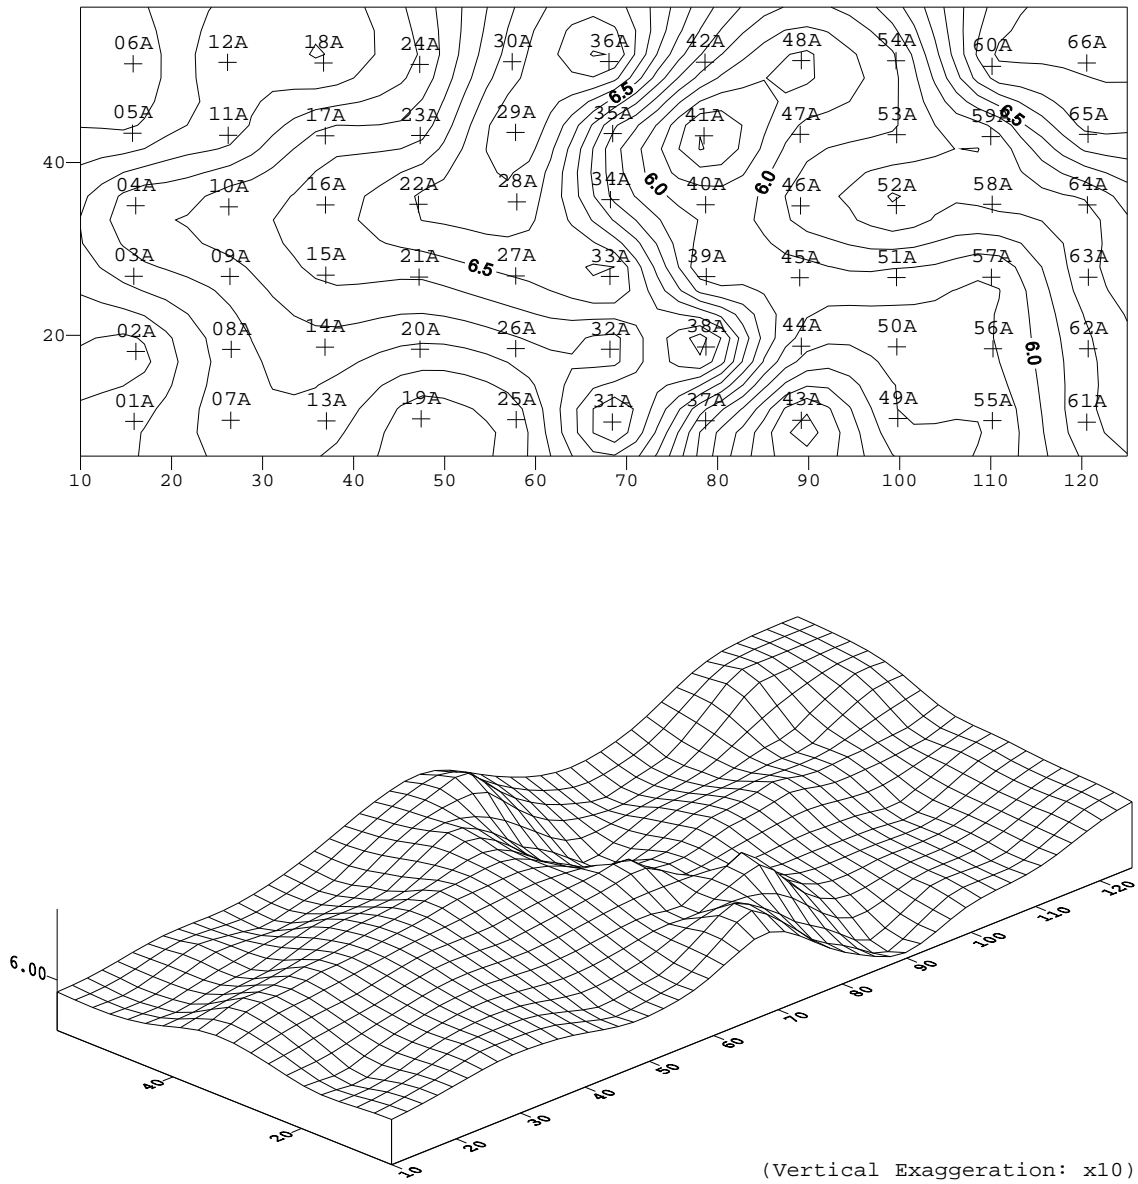 06A 12A 18A 24A 30A 36A 42A 48A 54A 60A 66A
6.5
05A 11A 17A 23A 29A 35A 41A 47A 53A 59A 6.5 65A
40
04A 10A 16A 22A 28A 34A 6.0 40A 6.0 46A 52A 58A 64A
03A 09A 15A 21A 6.5 27A 33A 39A 45A 51A 57A 63A
20
02A 08A 14A 20A 26A 32A 38A 44A 50A 56A 6.0 62A
01A 07A 13A 19A 25A 31A 37A 43A 49A 55A 61A
10 20 30 40 50 60 70 80 90 100 110 120
6.00
40
20
10 20 30 40 50 60 70 80 90 100 110 120
(Vertical Exaggeration: x10)